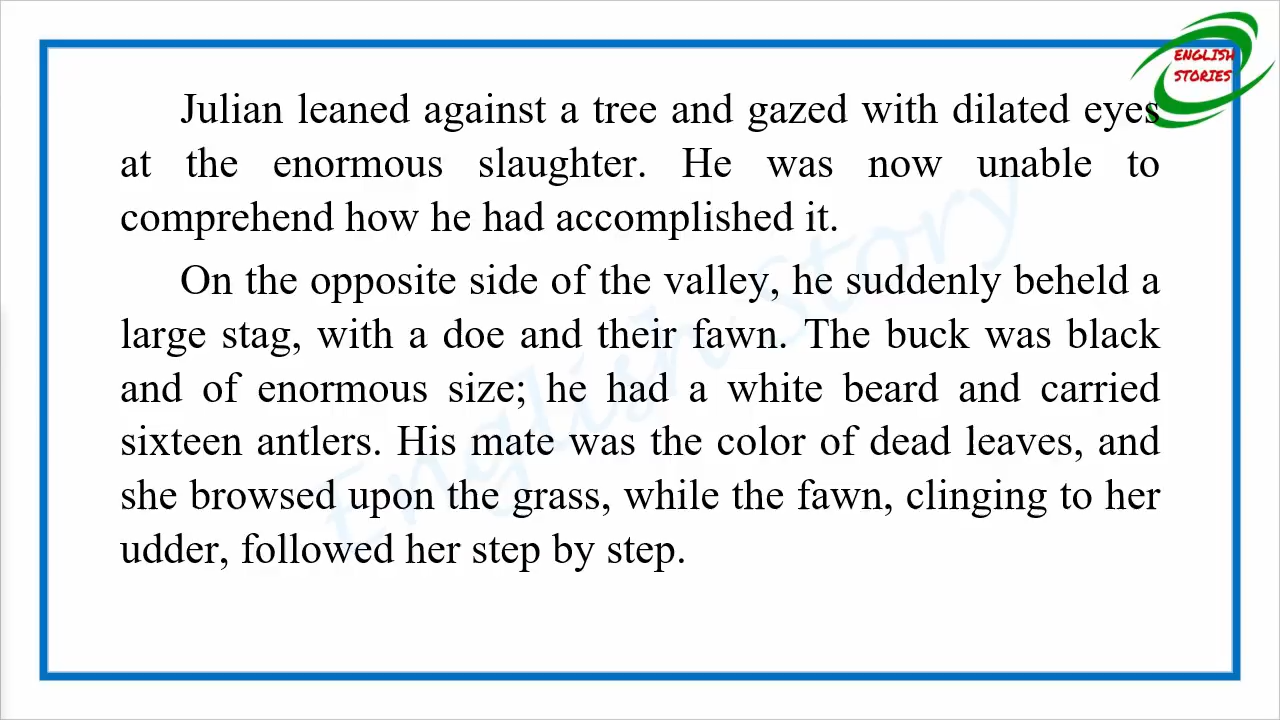 ENGLISH
STORIES
Julian leaned against a tree and gazed with dilated eyes
at the enormous slaughter. He was now unable to
comprehend how he had accomplished it.
On the opposite side of the valley, he suddenly beheld a
large stag, with a doe and their fawn. The buck was black
and of enormous size; he had a white beard and carried
sixteen antlers. His mate was the color of dead leaves, and
she browsed upon the grass, while the fawn, clinging to her
udder, followed her step by step.
English Story